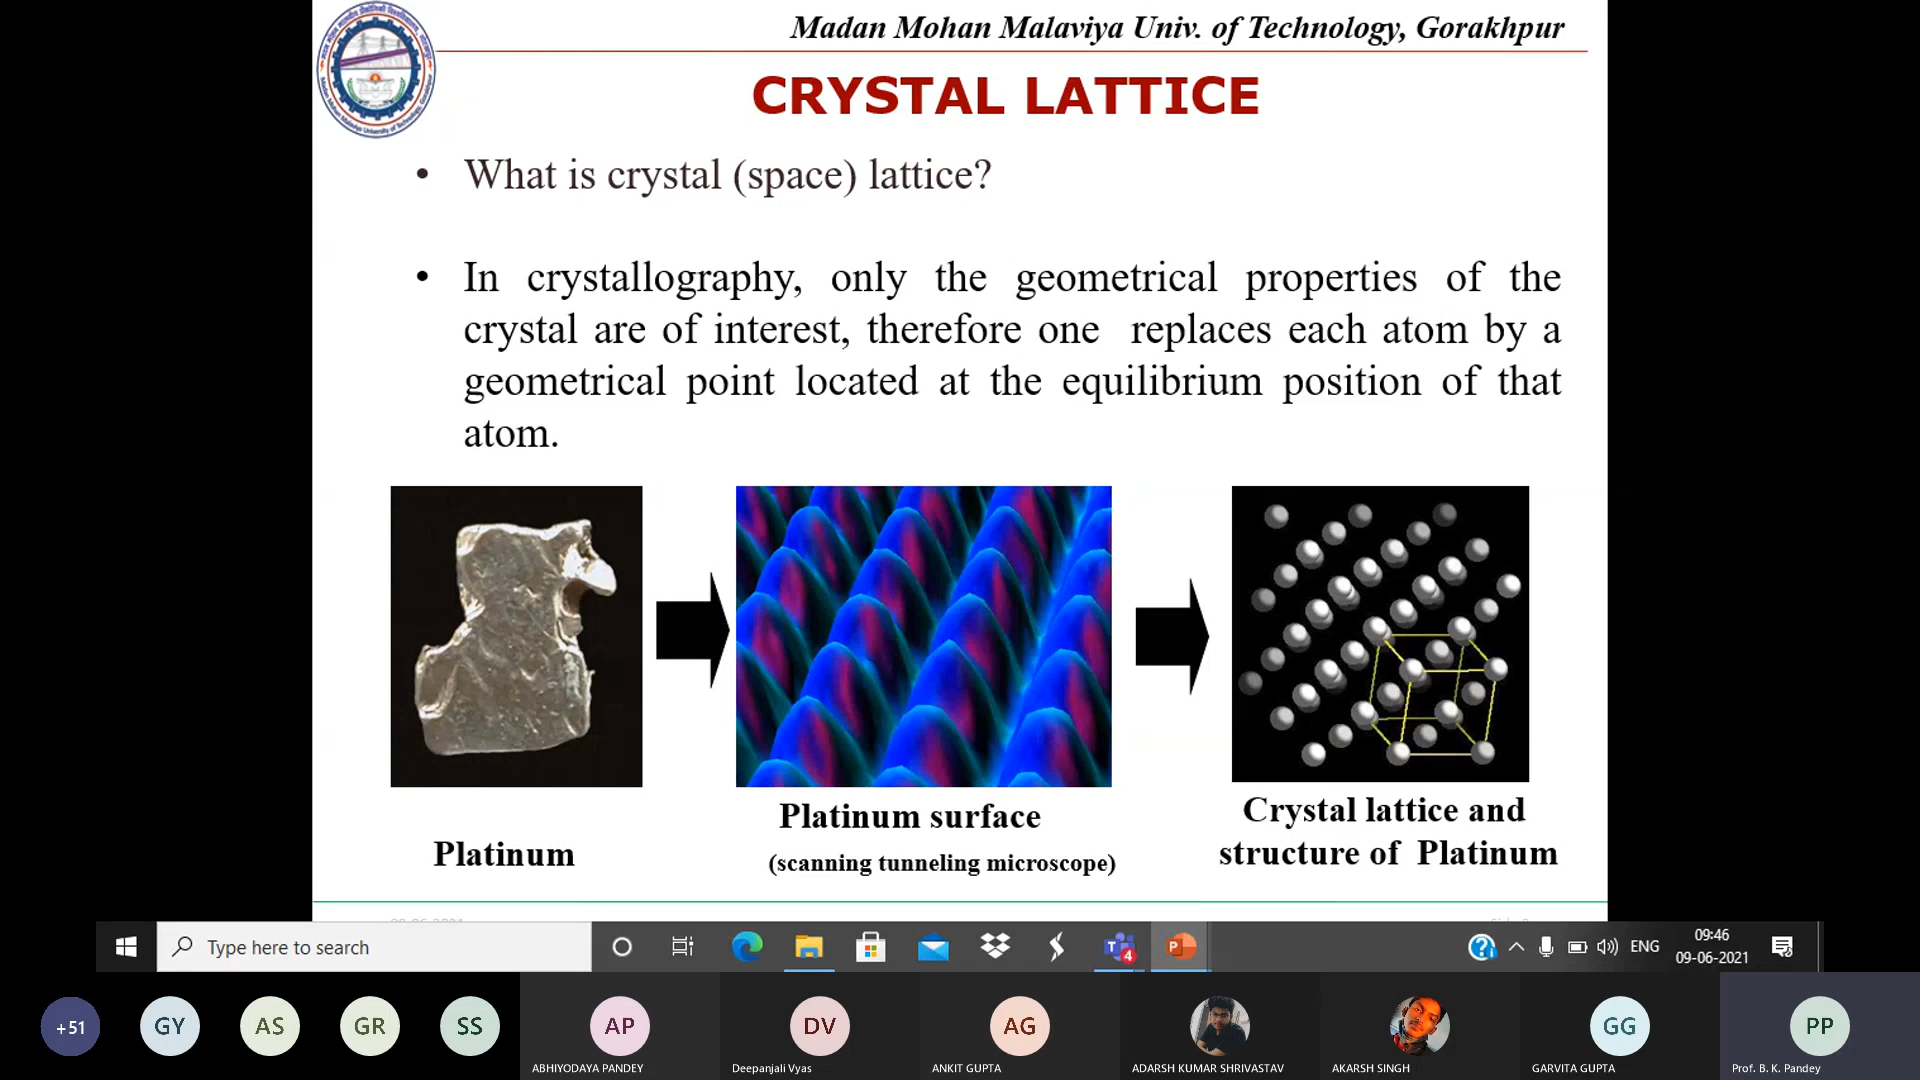 Madan Mohan Malaviya Univ. of Technology, Gorakhpur
CRYSTAL LATTICE
• What is crystal (space) lattice?
• In crystallography, only the geometrical properties of the
crystal are of interest, therefore one replaces each atom by a
geometrical point located at the equilibrium position of that
atom.
Platinum
Platinum surface
(scanning tunneling microscope)
Crystal lattice and
structure of Platinum
Type here to search
4
ENG
09:46
09-06-2021
+51
GY
AS
GR
SS
AP
ABHIYODAYA PANDEY
DV
Deepanjali Vyas
AG
ANKIT GUPTA
ADARSH KUMAR SHRIVASTAV
AKARSH SINGH
GG
GARVITA GUPTA
PP
Prof. B. K. Pandey